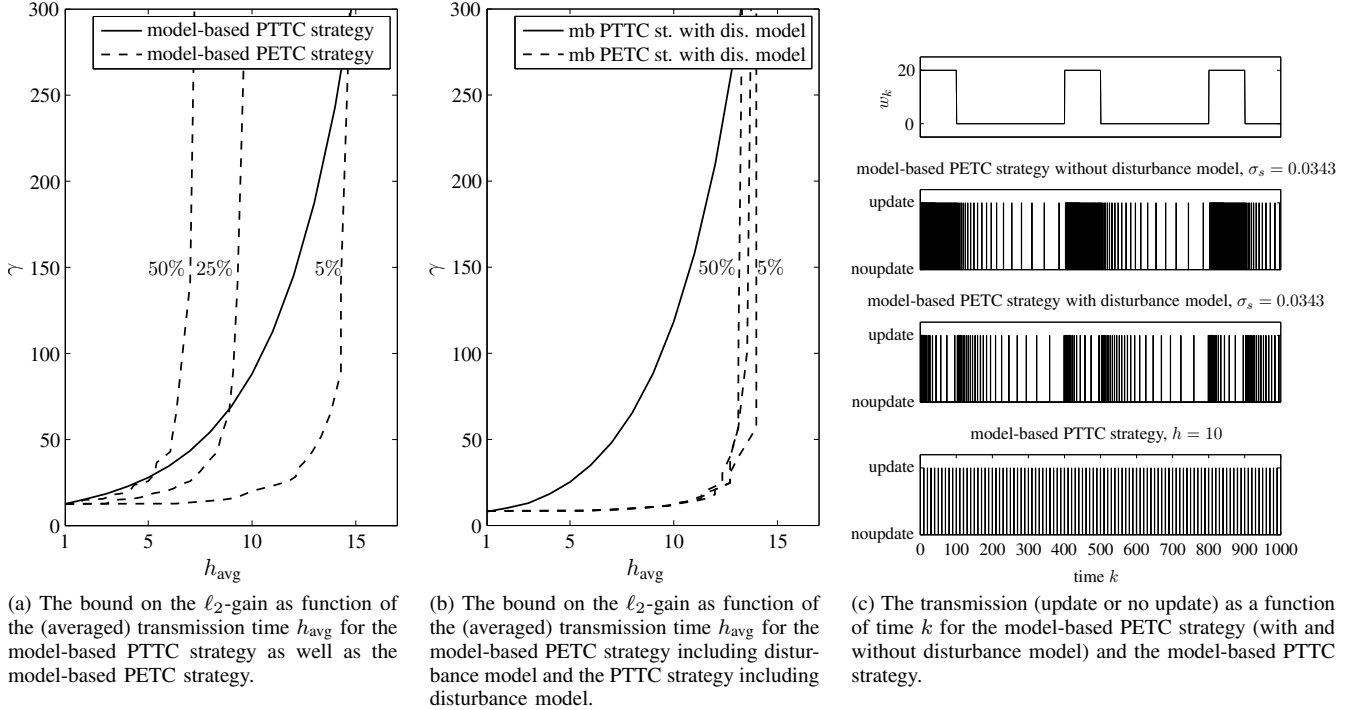 300
250
200
150
100
50
0
γ
model-based PTTC strategy
model-based PETC strategy
50%
25%
5%
1
5
10
15
h_avg
(a) The bound on the ℓ₂-gain as function of
the (averaged) transmission time h_avg for the
model-based PTTC strategy as well as the
model-based PETC strategy.
300
250
200
150
100
50
0
γ
mb PTTC st. with dis. model
mb PETC st. with dis. model
50%
5%
1
5
10
15
h_avg
(b) The bound on the ℓ₂-gain as function of
the (averaged) transmission time h_avg for the
model-based PETC strategy including distur-
bance model and the PTTC strategy including
disturbance model.
20
0
w_k
model-based PETC strategy without disturbance model, σ_s = 0.0343
update
noupdate
model-based PETC strategy with disturbance model, σ_s = 0.0343
update
noupdate
model-based PTTC strategy, h = 10
update
noupdate
0 100 200 300 400 500 600 700 800 900 1000
time k
(c) The transmission (update or no update) as a function
of time k for the model-based PETC strategy (with and
without disturbance model) and the model-based PTTC
strategy.